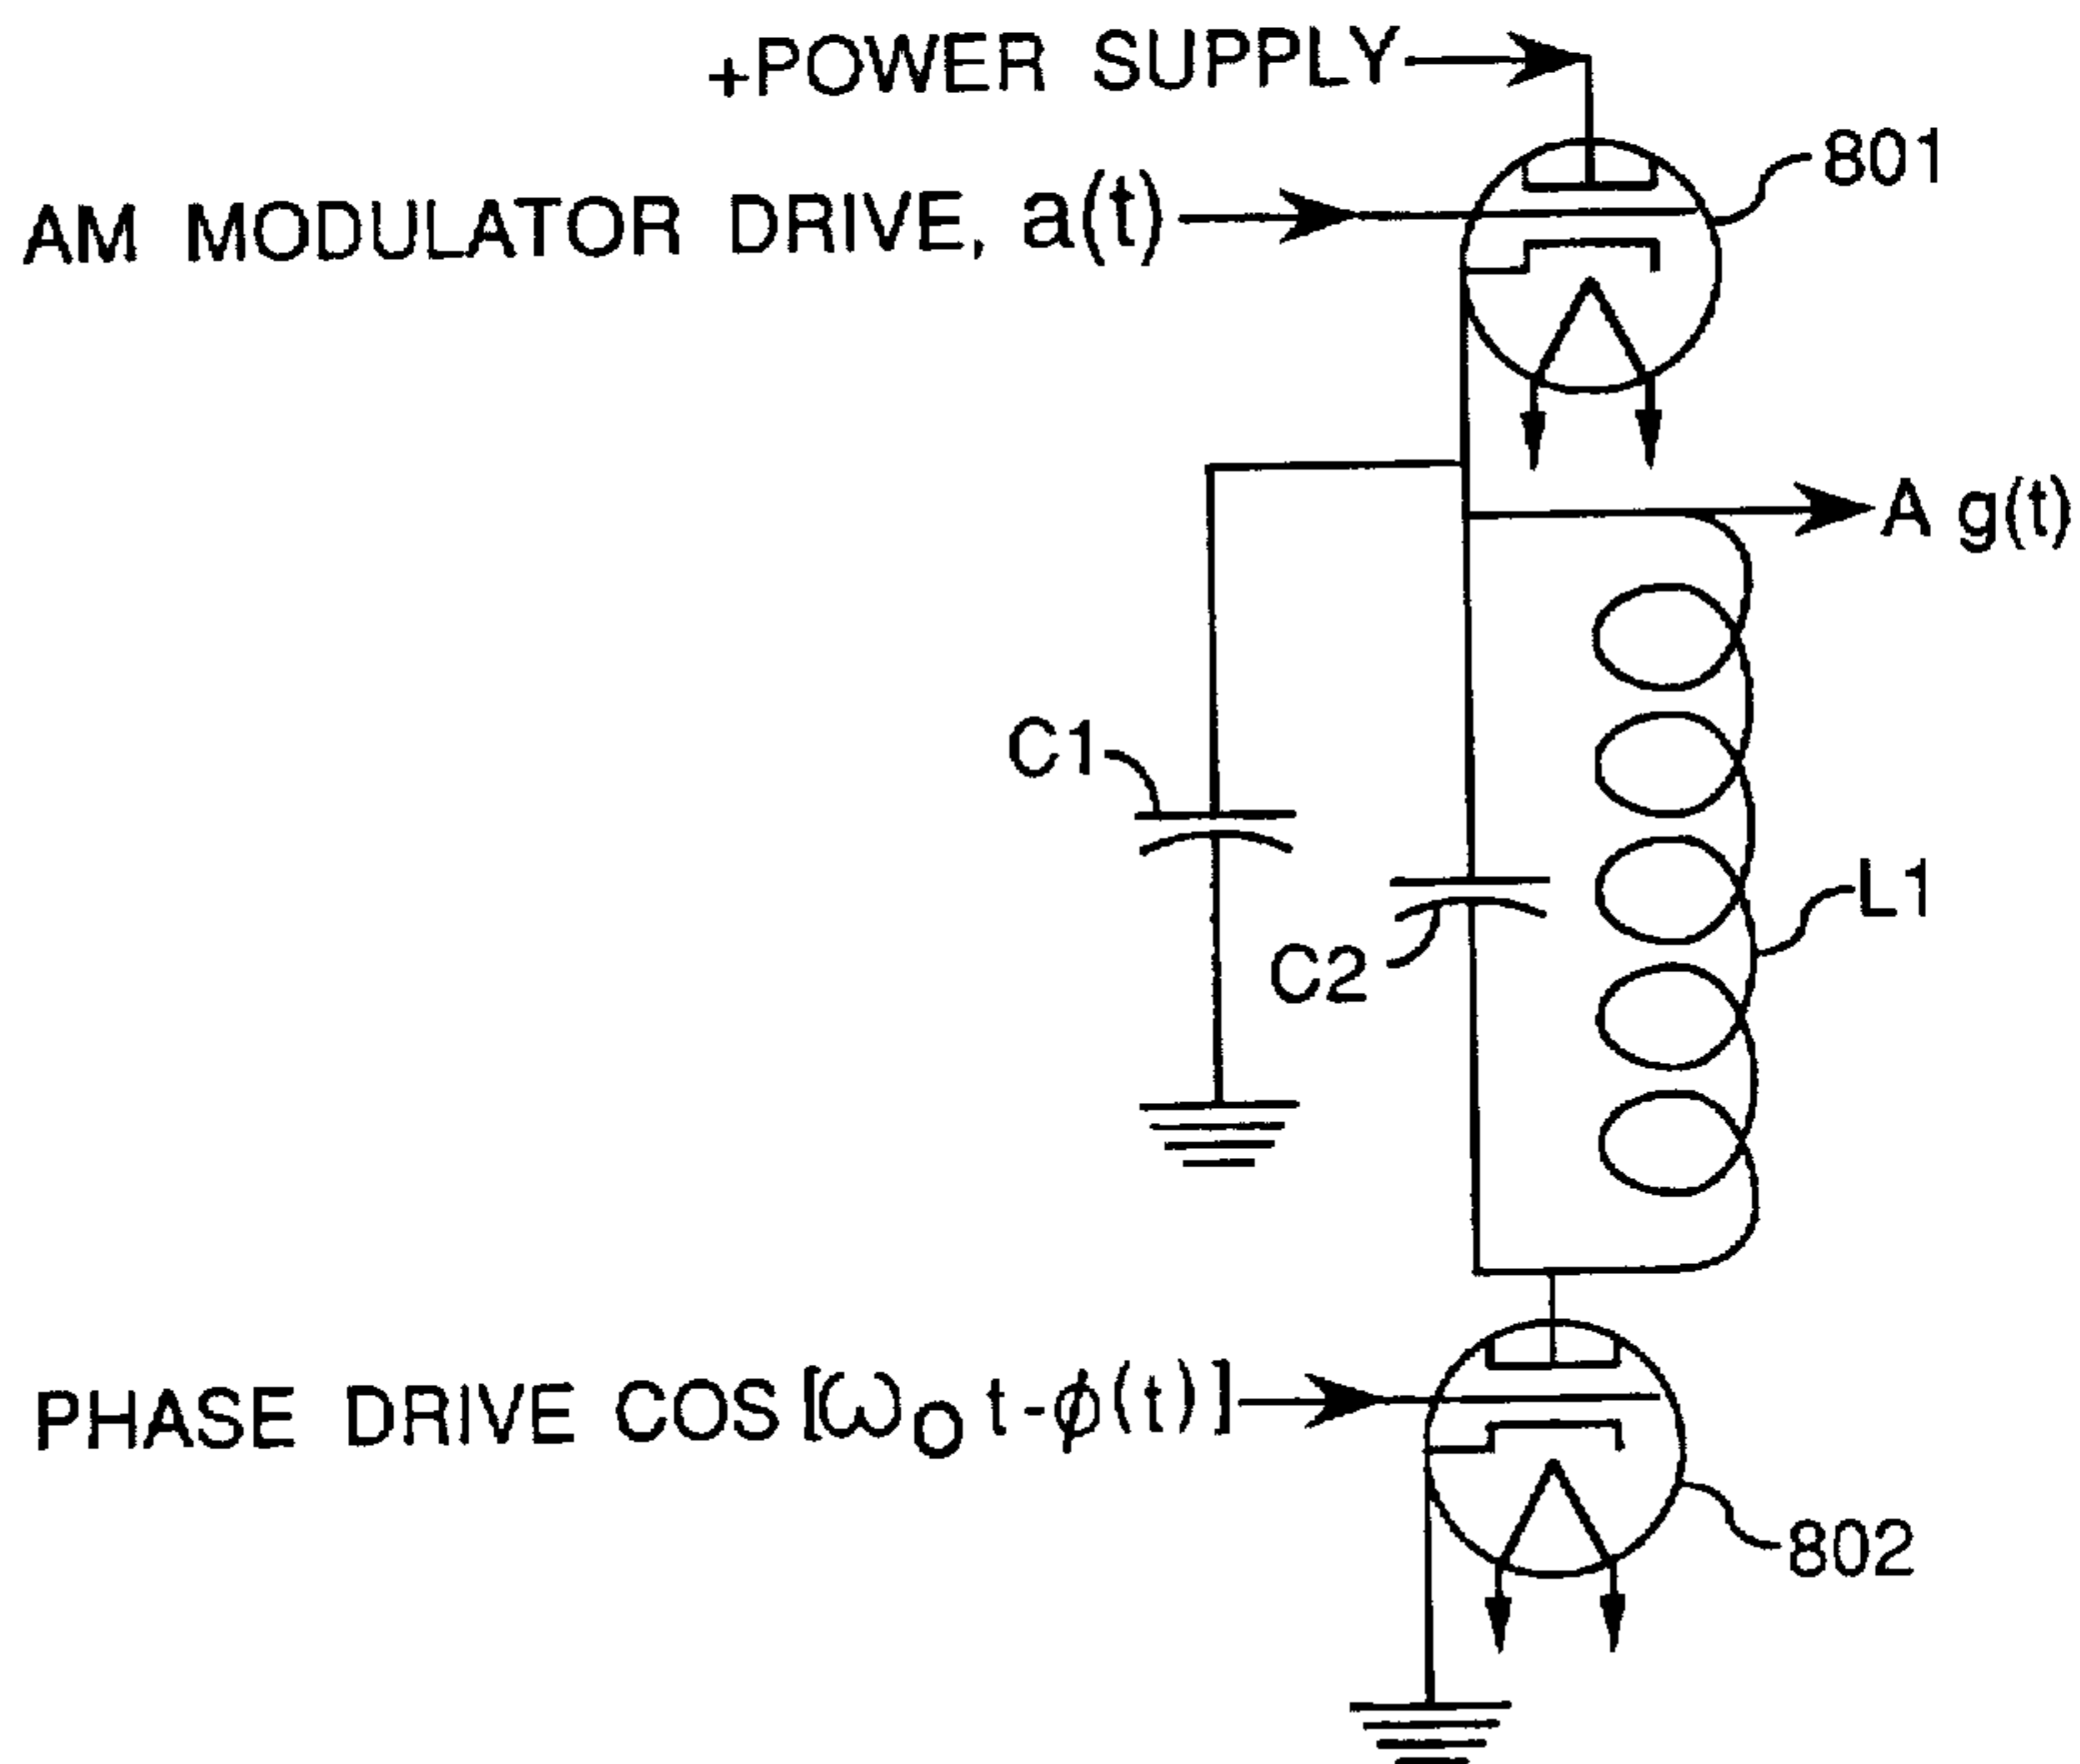 +POWER SUPPLY
801
AM MODULATOR DRIVE, a(t)
A g(t)
C1
L1
C2
PHASE DRIVE COS [ω₀ t-ϕ(t)]
802